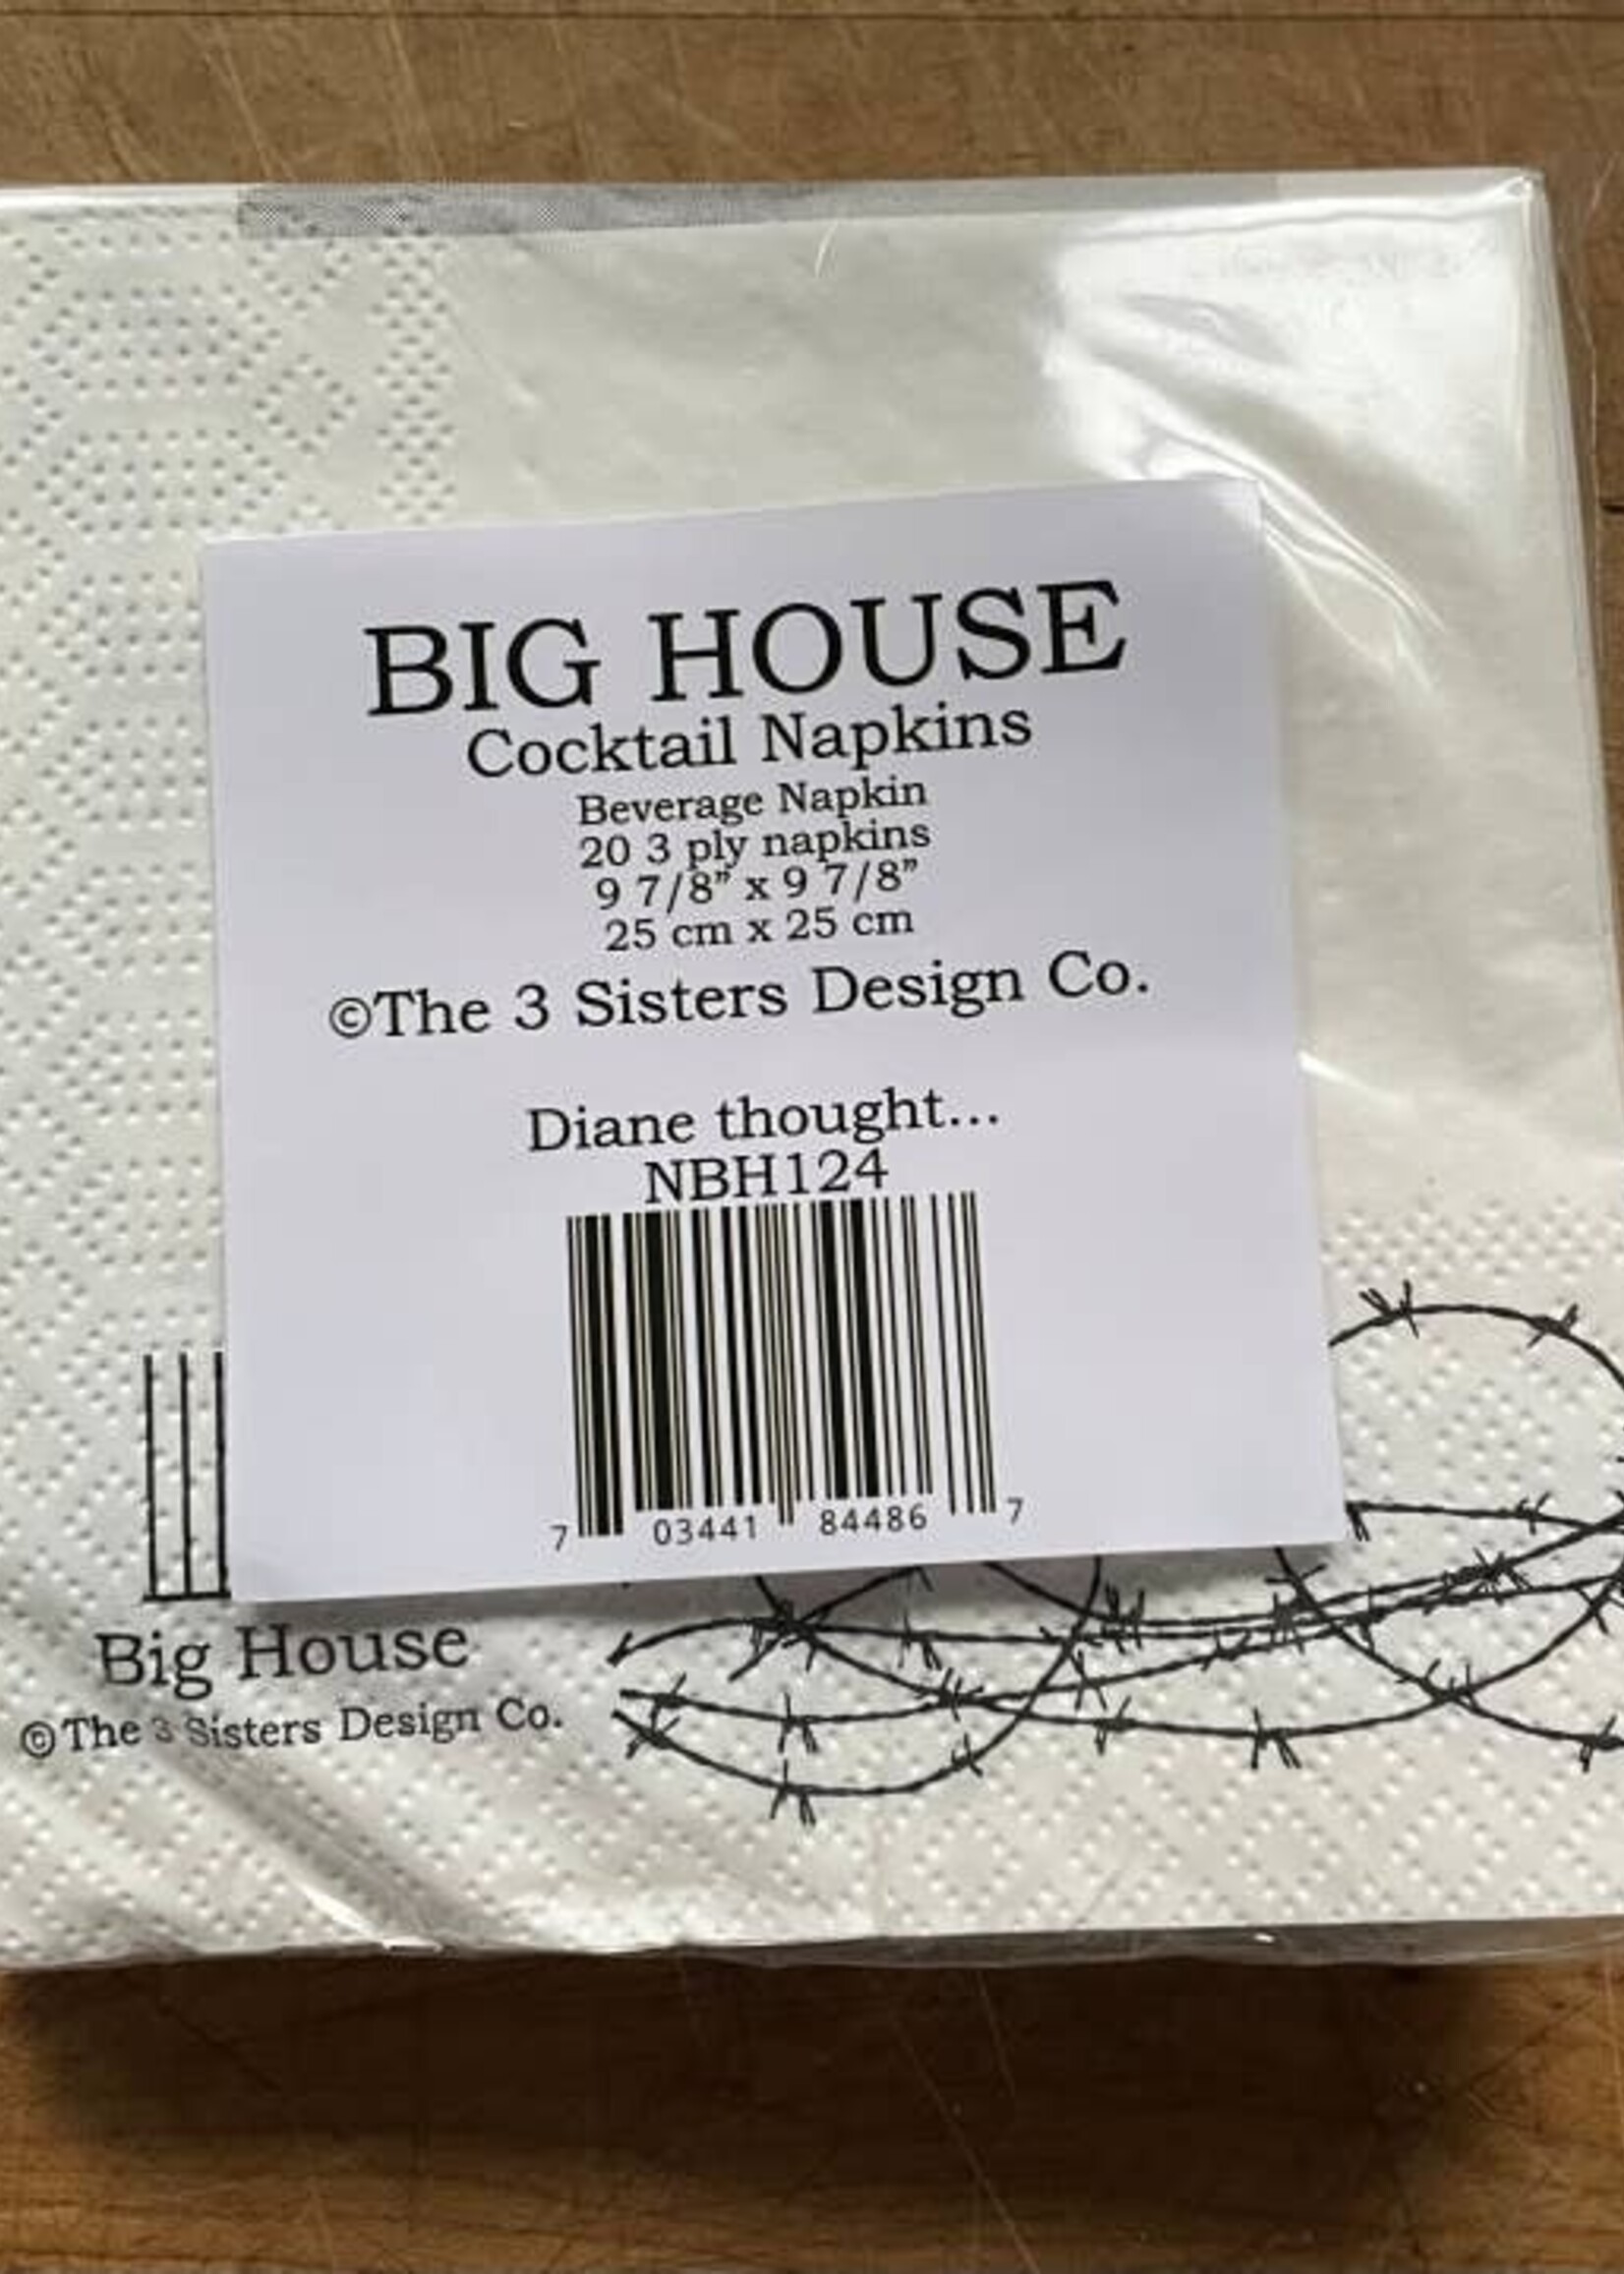 BIG HOUSE
Cocktail Napkins
Beverage Napkin
20 3 ply napkins
9 7/8” x 9 7/8”
25 cm x 25 cm
©The 3 Sisters Design Co.
Diane thought...
NBH124
7 03441 84486 7
Big House
©The 3 Sisters Design Co.